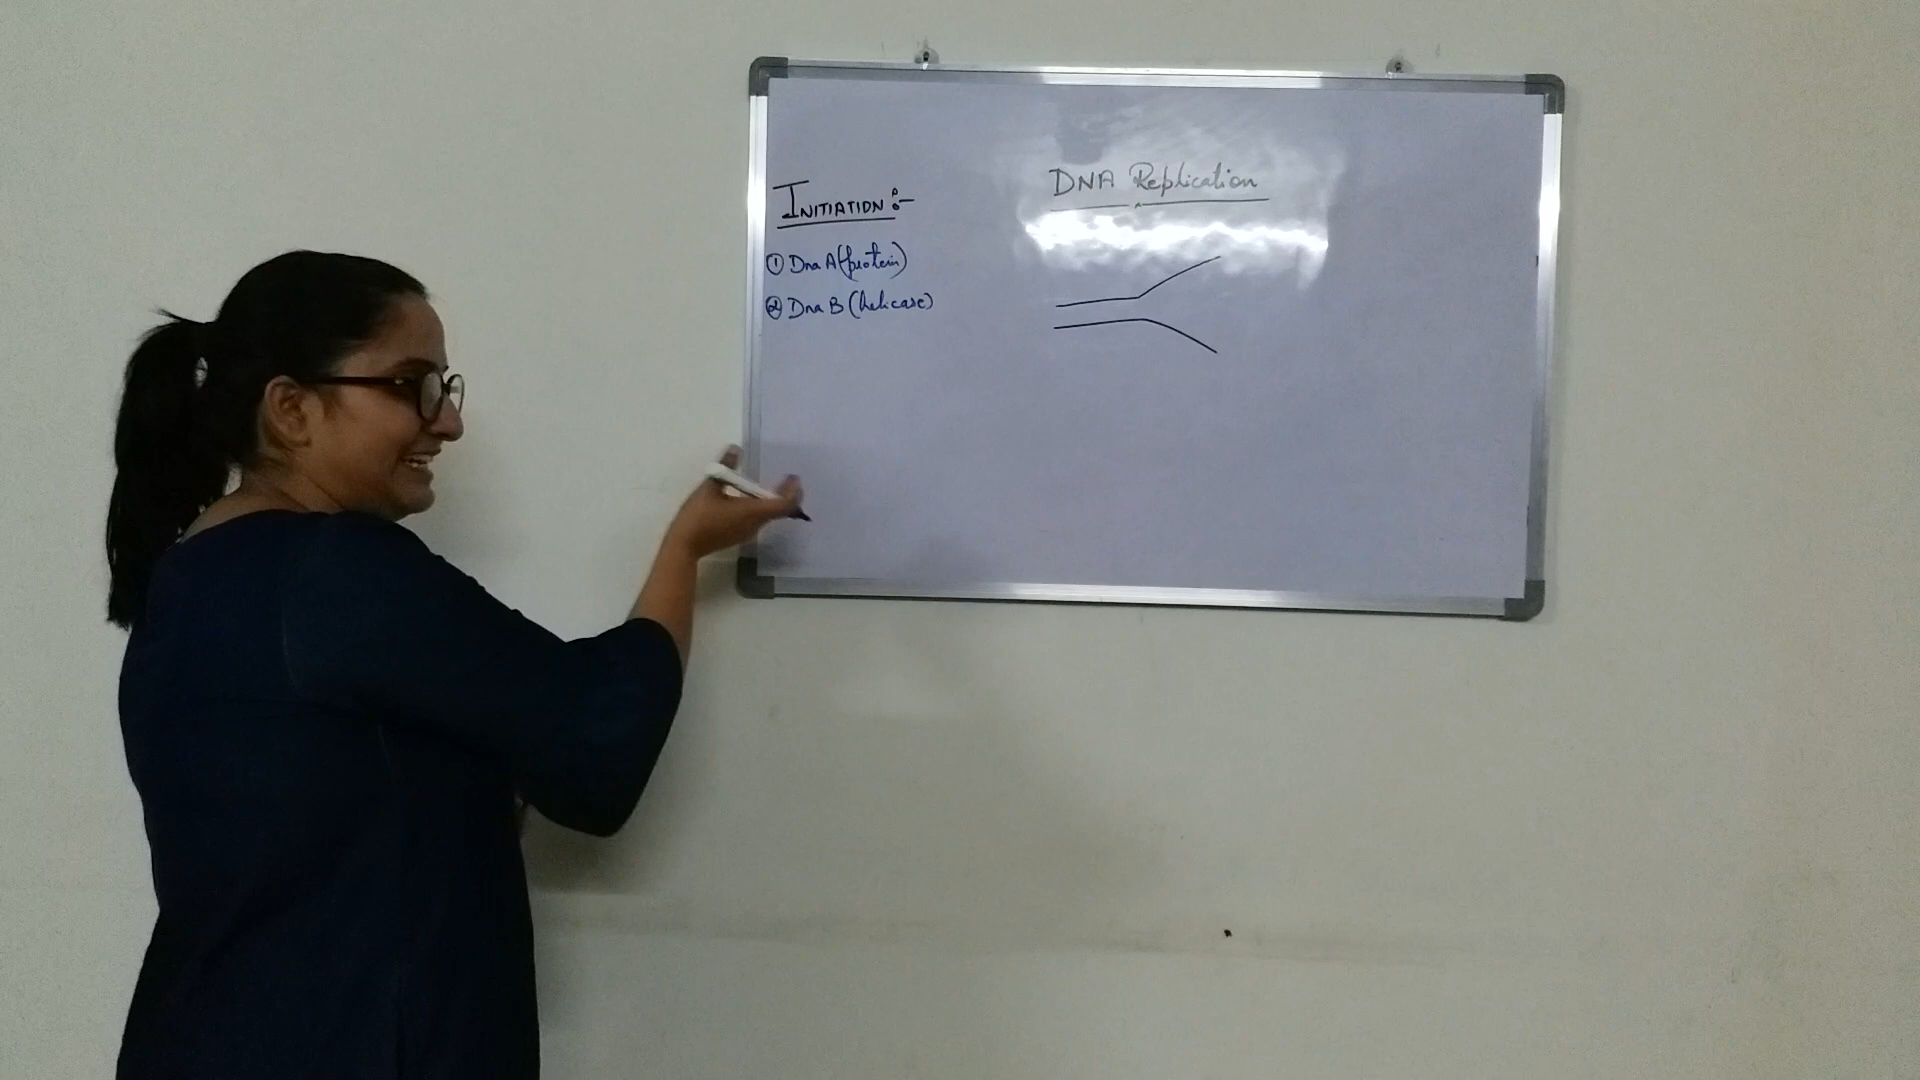 DNA Replication
INITIATION :-
① Dna A (protein)
② Dna B (helicase)